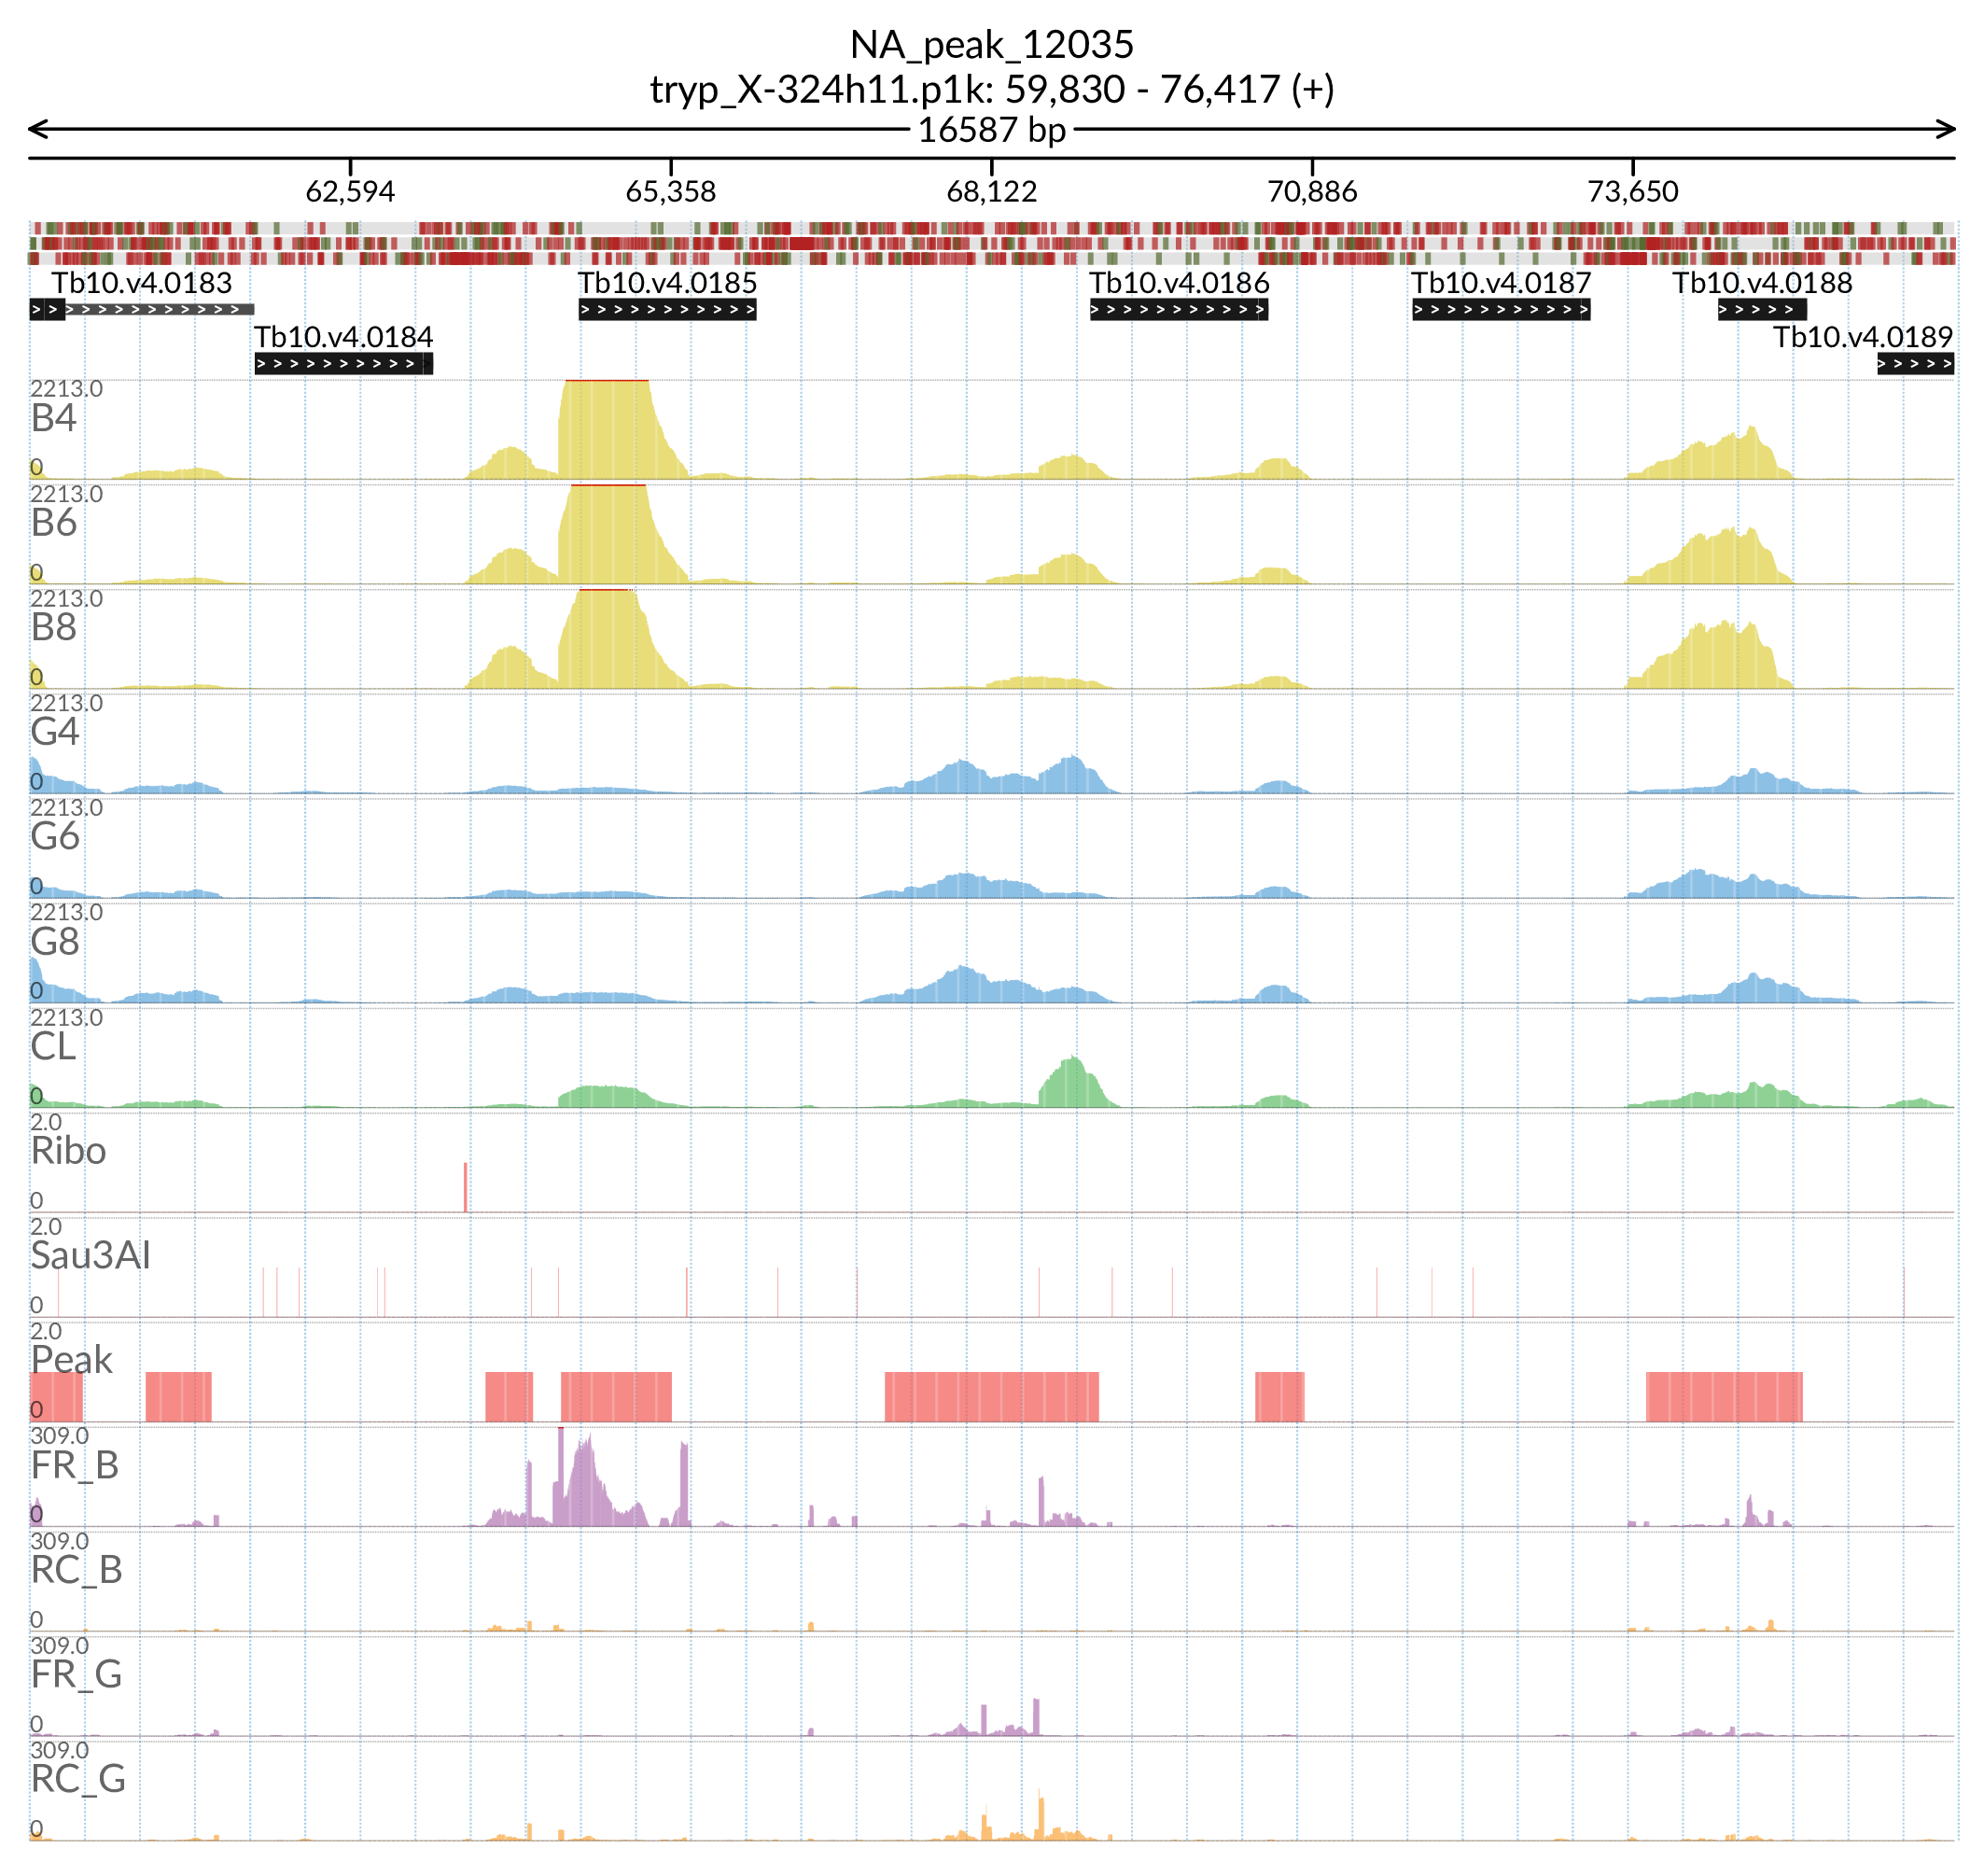 NA_peak_12035
tryp_X-324h11.p1k: 59,830 - 76,417 (+)
16587 bp
62,594 65,358 68,122 70,886 73,650
Tb10.v4.0183 Tb10.v4.0185 Tb10.v4.0186 Tb10.v4.0187 Tb10.v4.0188
Tb10.v4.0184 Tb10.v4.0189
2213.0
B4
0
2213.0
B6
0
2213.0
B8
0
2213.0
G4
0
2213.0
G6
0
2213.0
G8
0
2213.0
CL
0
2.0
Ribo
0
2.0
Sau3AI
0
2.0
Peak
0
309.0
FR_B
0
309.0
RC_B
0
309.0
FR_G
0
309.0
RC_G
0